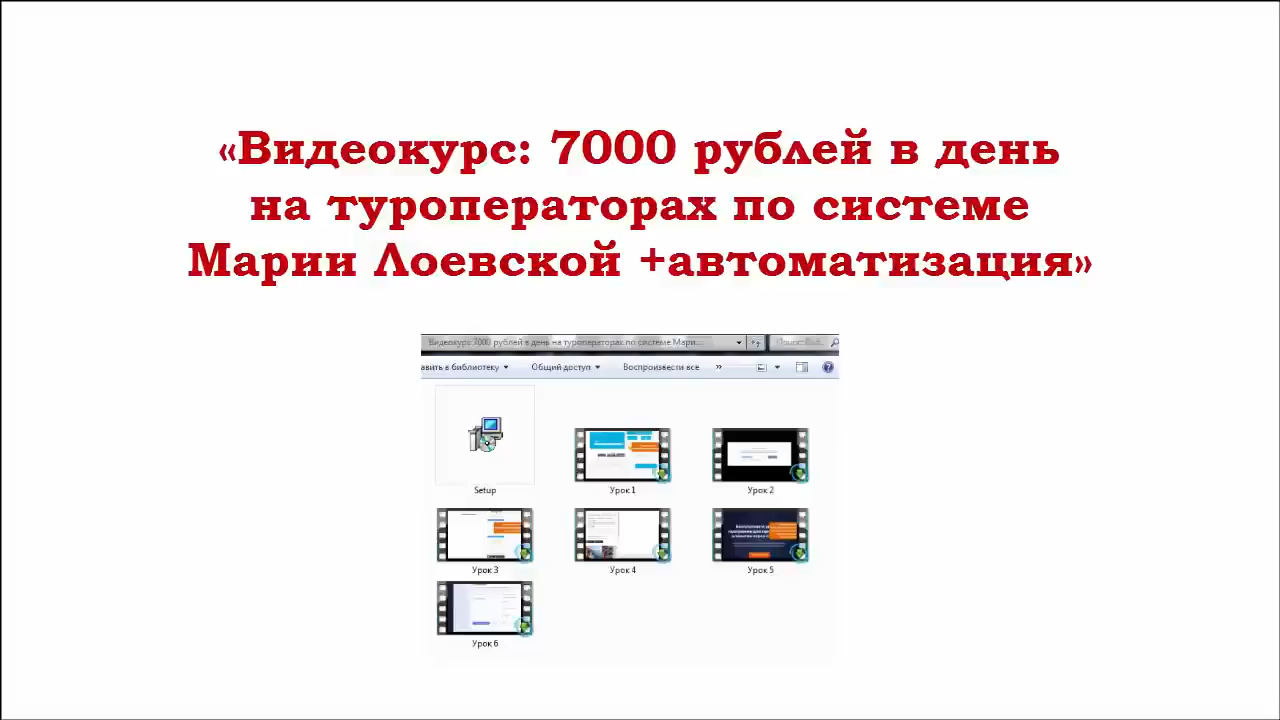 «Видеокурс: 7000 рублей в день
на туроператорах по системе
Марии Лоевской +автоматизация»
Видеокурс 7000 рублей в день на туроператорах по системе Мари...
авить в библиотеку
Общий доступ
Воспроизвести все
»
Setup
Урок 1
Урок 2
Урок 3
Урок 4
Урок 5
Урок 6